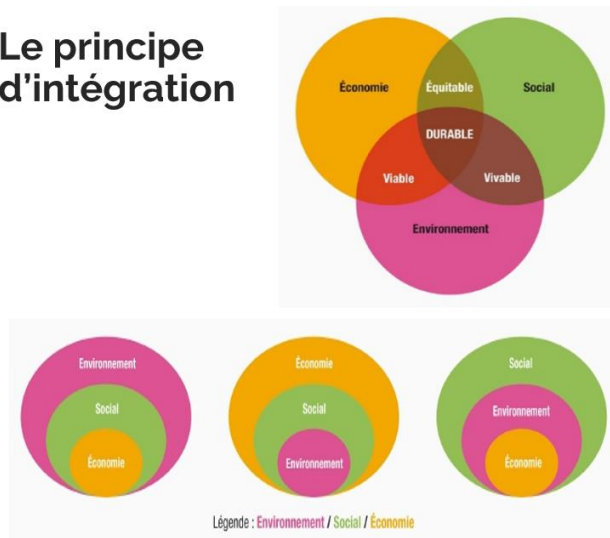 Le principe
d'intégration
Économie
Équitable
Social
DURABLE
Viable
Vivable
Environnement
Environnement
Social
Économie
Économie
Social
Environnement
Social
Environnement
Économie
Légende : Environnement / Social / Économie